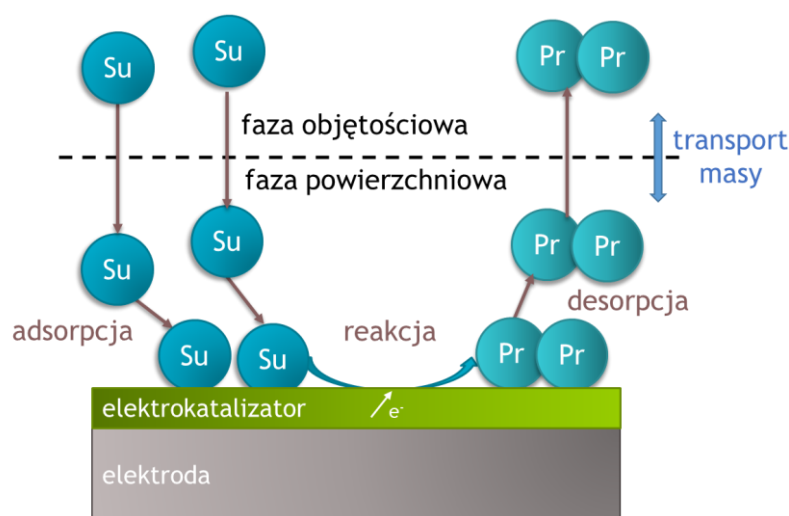 Su
Su
Pr Pr
faza objętościowa
transport
masy
faza powierzchniowa
Su
Su
Pr Pr
adsorpcja
reakcja
desorpcja
Su
Su
Pr Pr
elektrokatalizator
e-
elektroda